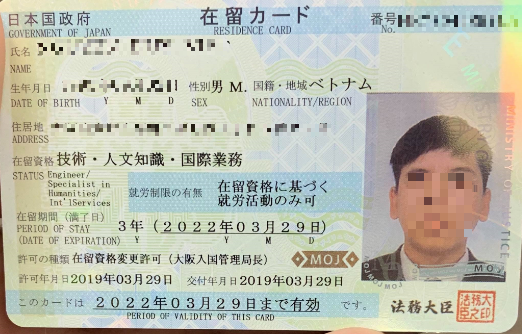 日本国政府 在留カード 番号
GOVERNMENT OF JAPAN RESIDENCE CARD No.
氏名
NAME
生年月日 性別 男 M. 国籍・地域 ベトナム
DATE OF BIRTH Y M D SEX NATIONALITY/REGION
住居地
ADDRESS
在留資格 技術・人文知識・国際業務
STATUS Engineer/
Specialist in
Humanities/
Int'lServices
就労制限の有無 在留資格に基づく
就労活動のみ可
在留期間(満了日) 3年(2022年03月29日)
PERIOD OF STAY
(DATE OF EXPIRATION) Y M Y M D
許可の種類 在留資格変更許可(大阪入国管理局長)
MOJ
許可年月日 2019年03月29日 交付年月日 2019年03月29日
このカードは 2022年03月29日まで有効 です。
PERIOD OF VALIDITY OF THIS CARD
法務大臣 法務大臣之印
MOJ